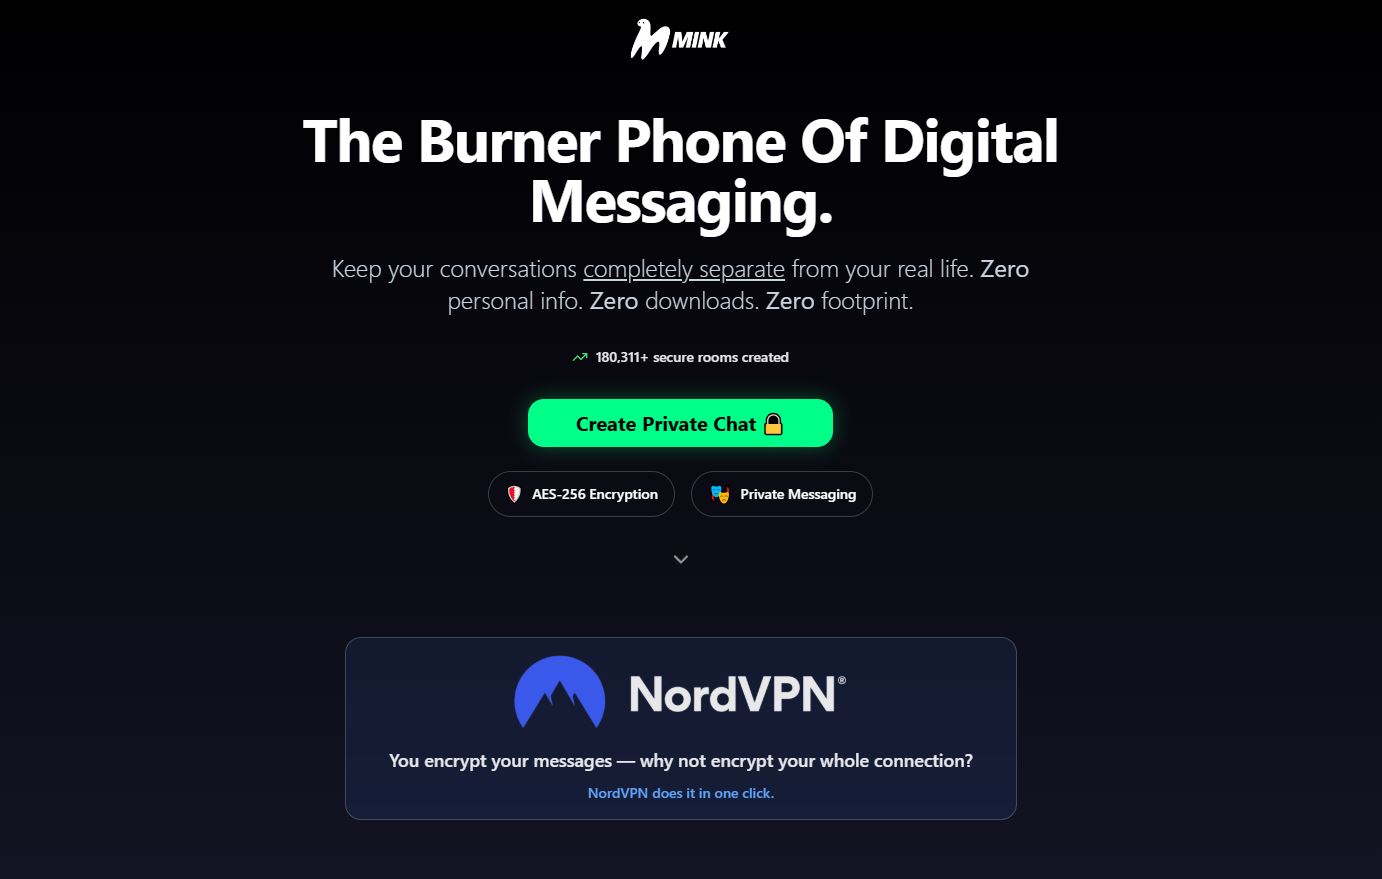 MINK
The Burner Phone Of Digital
Messaging.
Keep your conversations completely separate from your real life. Zero
personal info. Zero downloads. Zero footprint.
180,311+ secure rooms created
Create Private Chat 🔒
AES-256 Encryption
Private Messaging
NordVPN®
You encrypt your messages — why not encrypt your whole connection?
NordVPN does it in one click.